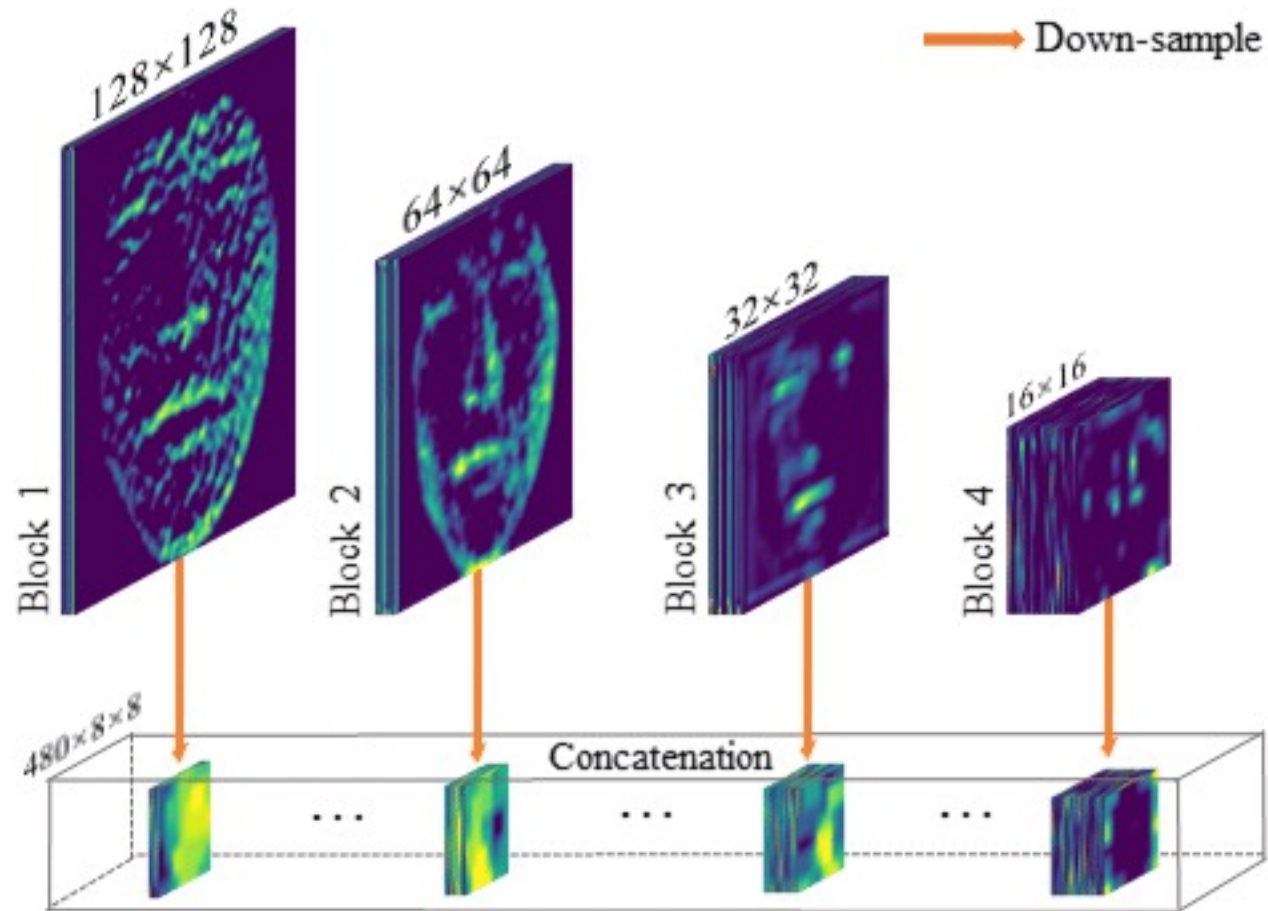 Down-sample
128×128
64×64
32×32
16×16
Block 1
Block 2
Block 3
Block 4
480×8×8
Concatenation
...
...
...